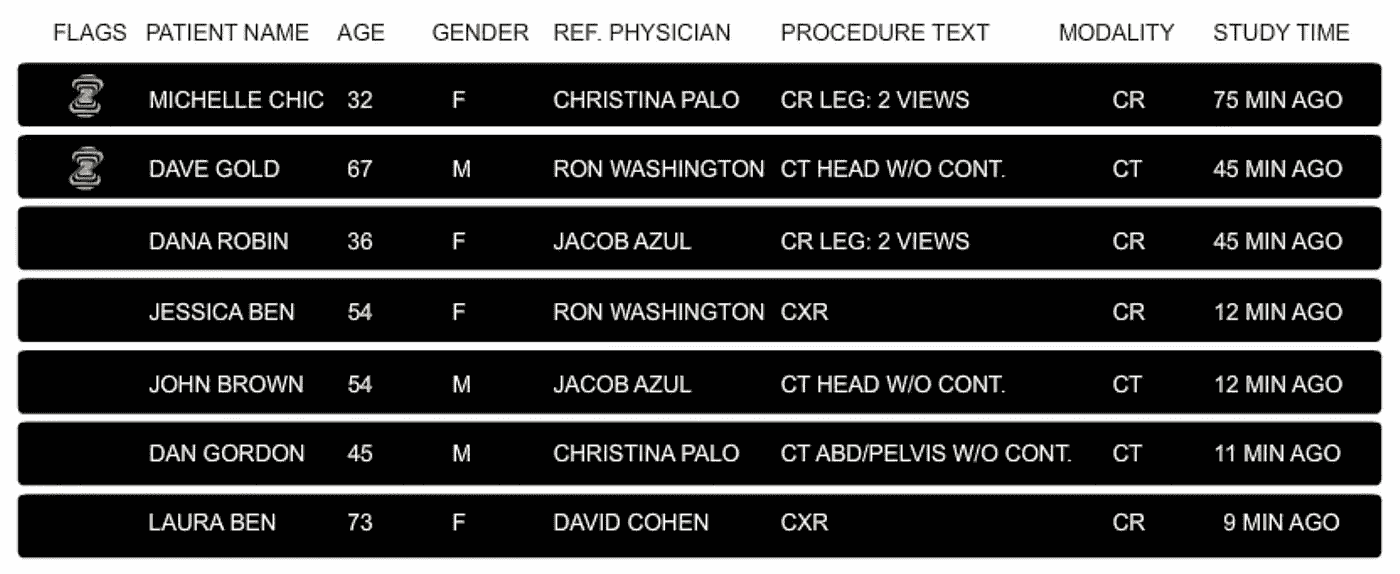 FLAGS PATIENT NAME AGE GENDER REF. PHYSICIAN PROCEDURE TEXT MODALITY STUDY TIME
MICHELLE CHIC 32 F CHRISTINA PALO CR LEG: 2 VIEWS CR 75 MIN AGO
DAVE GOLD 67 M RON WASHINGTON CT HEAD W/O CONT. CT 45 MIN AGO
DANA ROBIN 36 F JACOB AZUL CR LEG: 2 VIEWS CR 45 MIN AGO
JESSICA BEN 54 F RON WASHINGTON CXR CR 12 MIN AGO
JOHN BROWN 54 M JACOB AZUL CT HEAD W/O CONT. CT 12 MIN AGO
DAN GORDON 45 M CHRISTINA PALO CT ABD/PELVIS W/O CONT. CT 11 MIN AGO
LAURA BEN 73 F DAVID COHEN CXR CR 9 MIN AGO